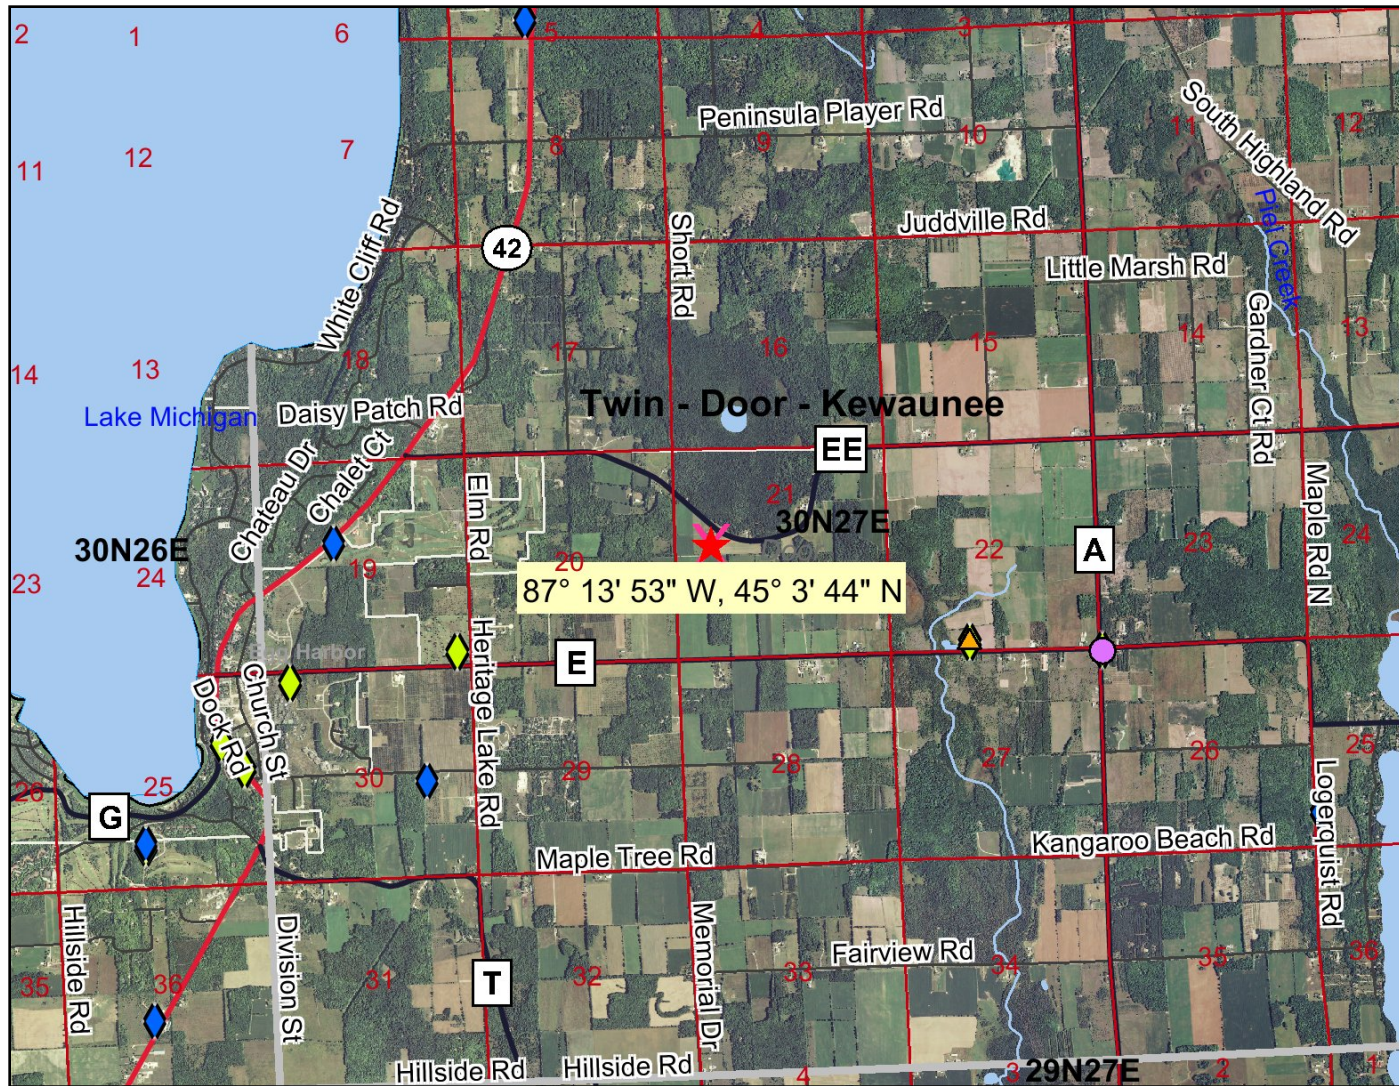 2
1
6
5
4
3
Peninsula Player Rd
South Highland Rd
11
12
7
8
9
10
11
12
White Cliff Rd
42
Short Rd
Juddville Rd
Little Marsh Rd
Piel Creek
Gardner Ct Rd
14
13
18
17
16
15
14
13
Lake Michigan
Daisy Patch Rd
Twin - Door - Kewaunee
Chateau Dr
Chalet Ct
EE
Elm Rd
21
30N27E
Maple Rd N
30N26E
23
24
19
20
22
A
23
24
87° 13' 53" W, 45° 3' 44" N
Harbor
Church St
Dock Rd
Heritage Lake Rd
E
26
25
30
29
28
27
26
25
G
Maple Tree Rd
Kangaroo Beach Rd
Logerquist Rd
Hillside Rd
Division St
Memorial Dr
Fairview Rd
35
36
31
T
32
33
34
35
36
Hillside Rd
Hillside Rd
4
3
29N27E
2
1